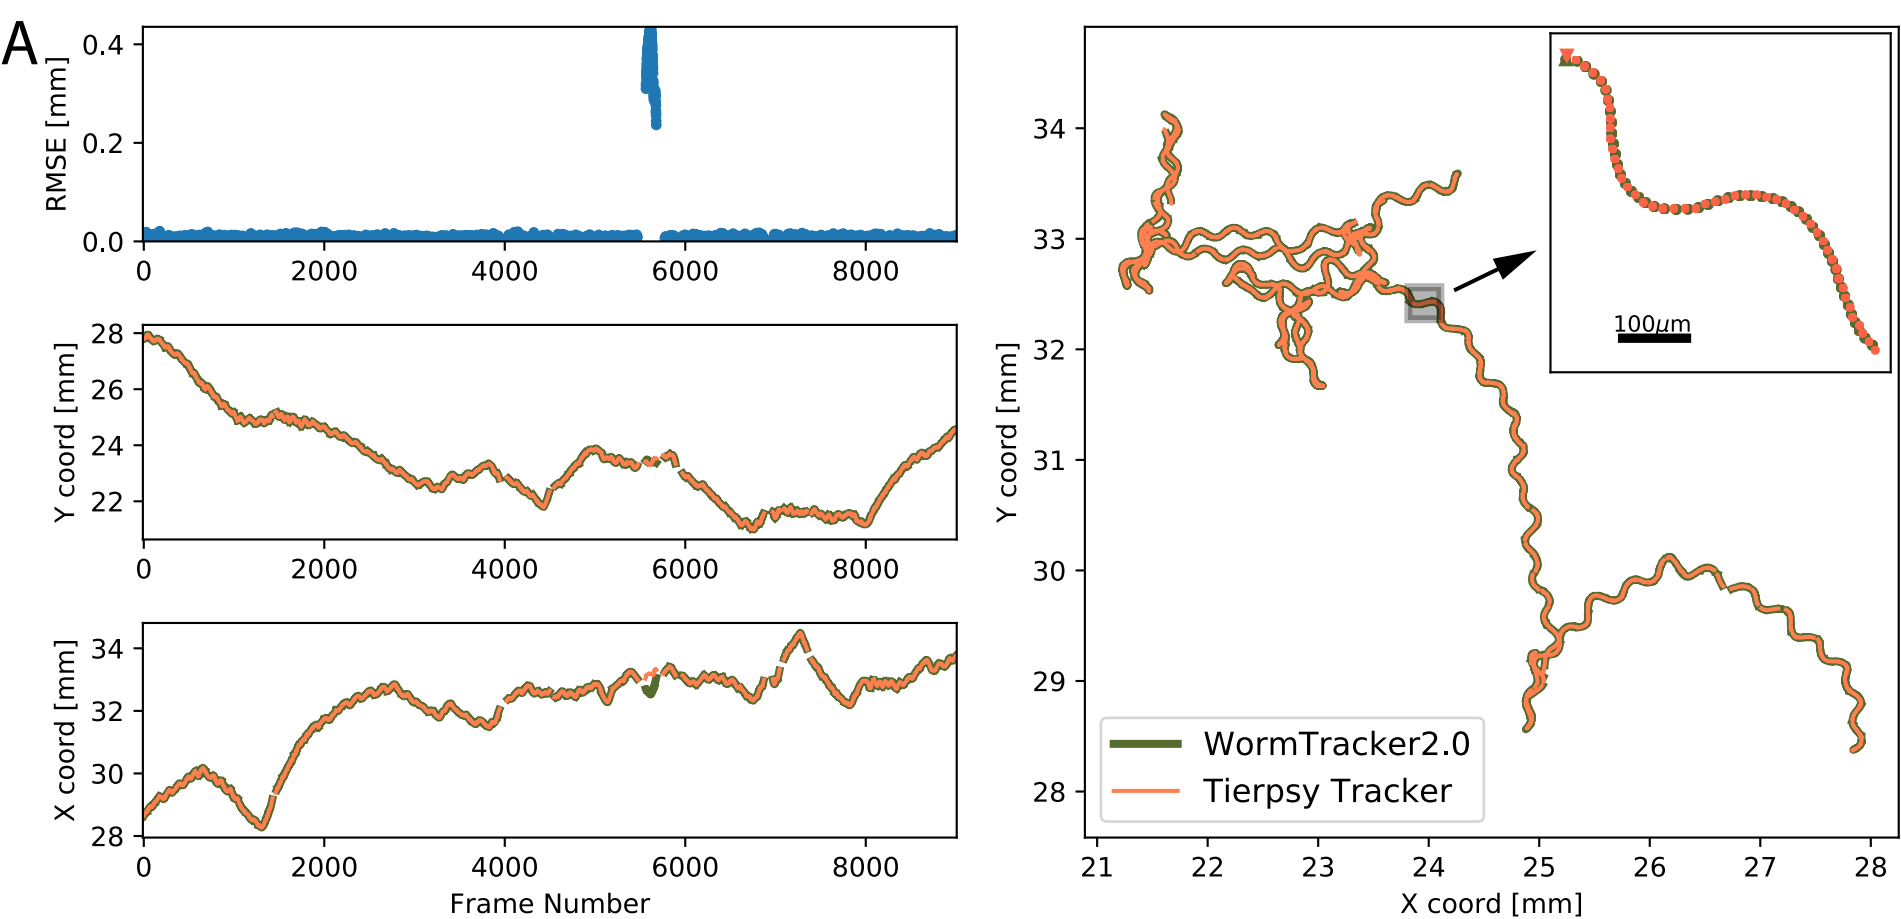 A
RMSE [mm]
0.4
0.2
0.0
0 2000 4000 6000 8000
Y coord [mm]
28
26
24
22
0 2000 4000 6000 8000
X coord [mm]
34
32
30
28
0 2000 4000 6000 8000
Frame Number
Y coord [mm]
34
33
32
31
30
29
28
100μm
WormTracker2.0
Tierpsy Tracker
21 22 23 24 25 26 27 28
X coord [mm]